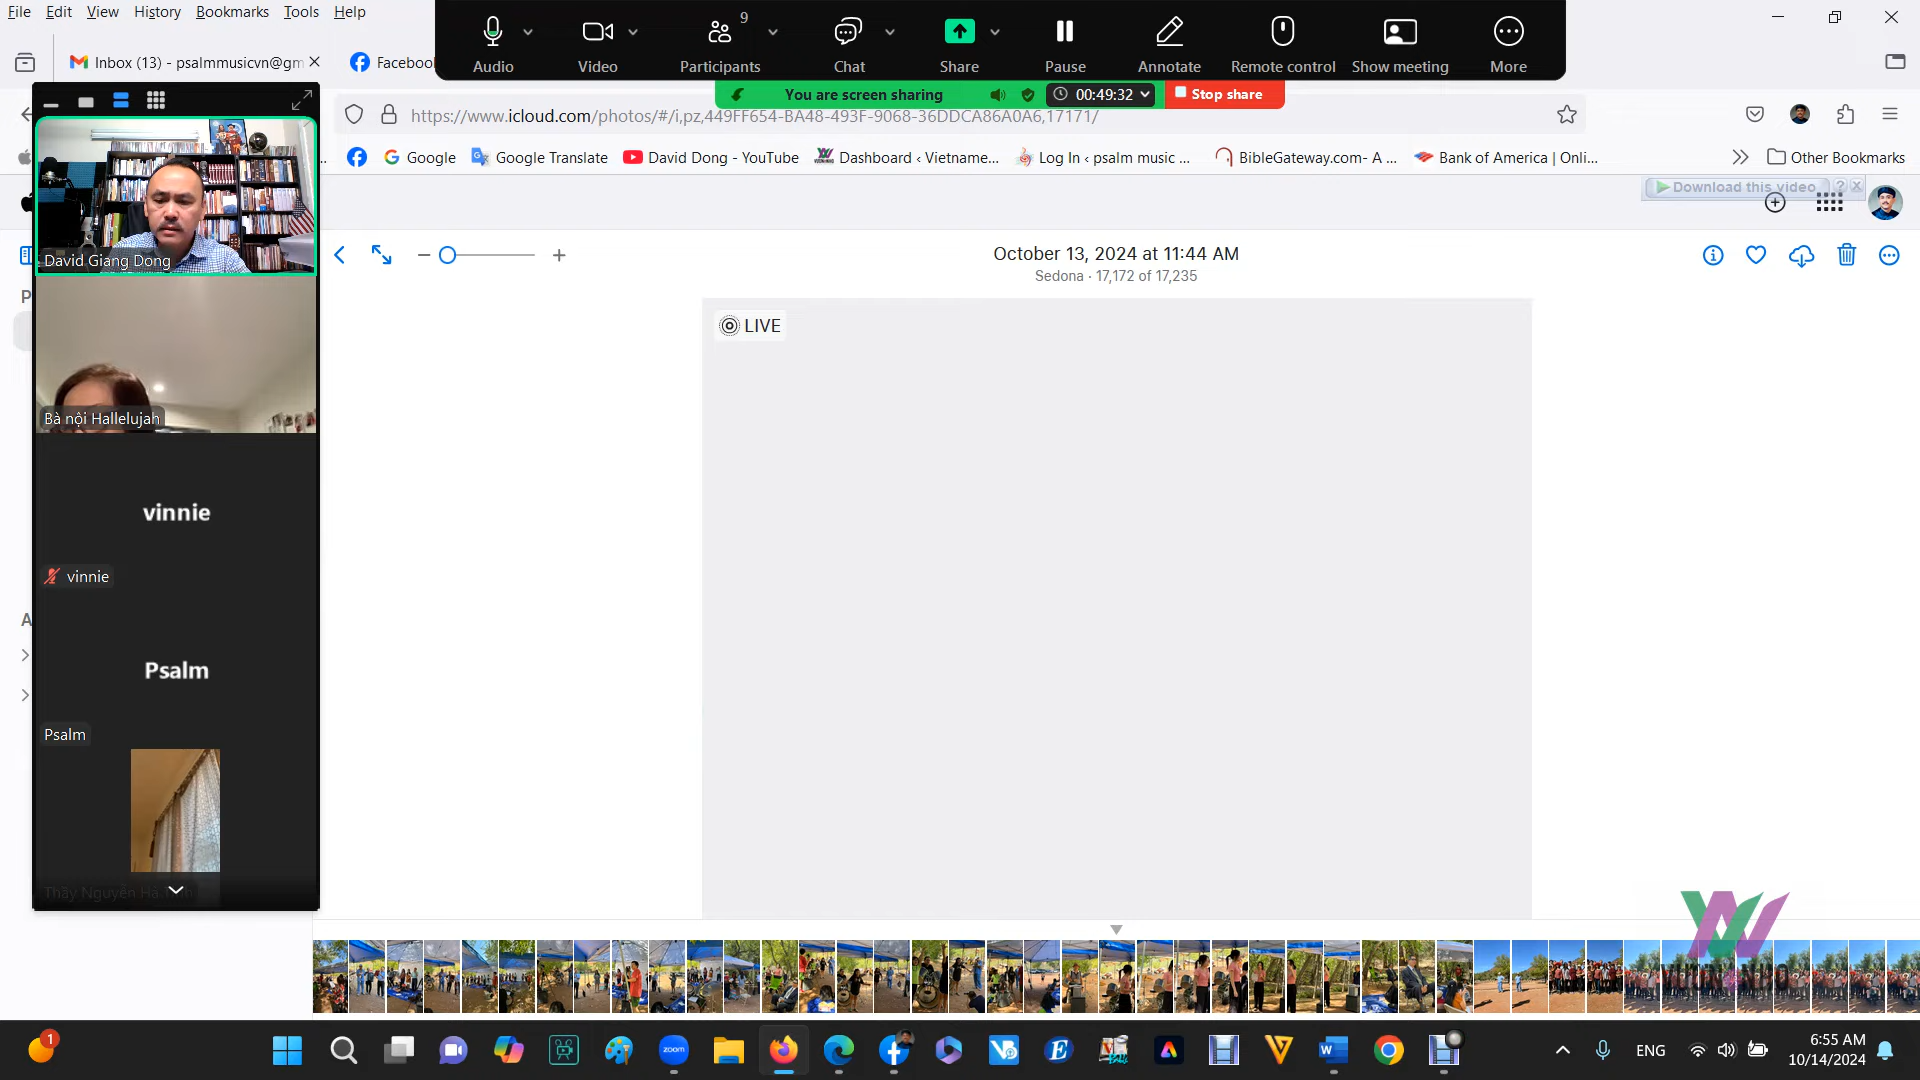 File Edit View History Bookmarks Tools Help
9
Audio Video Participants Chat Share Pause Annotate Remote control Show meeting More
Inbox (13) - psalmmusicvn@gm
Faceboo
You are screen sharing
00:49:32
Stop share
https://www.icloud.com/photos/#/i,pz,449FF654-BA48-493F-9068-36DDCA86A0A6,17171/
Google
Google Translate
David Dong - YouTube
Dashboard ‹ Vietname...
Log In ‹ psalm music ...
BibleGateway.com- A ...
Bank of America | Onli...
Other Bookmarks
Download this video
?
David Giang Dong
October 13, 2024 at 11:44 AM
Sedona · 17,172 of 17,235
P
LIVE
Bà nội Hallelujah
vinnie
vinnie
A
Psalm
Psalm
Thầy Nguyễn Hà
1
zoom
ENG
6:55 AM
10/14/2024